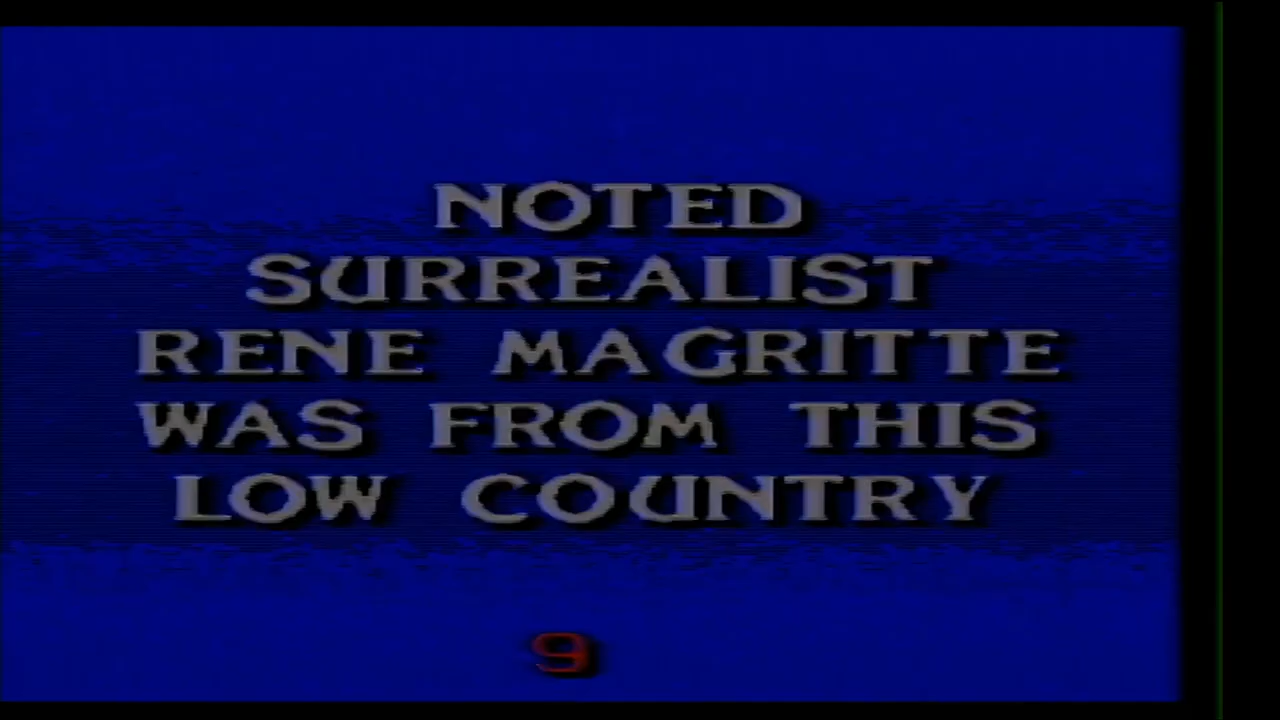 NOTED
SURREALIST
RENE MAGRITTE
WAS FROM THIS
LOW COUNTRY
9